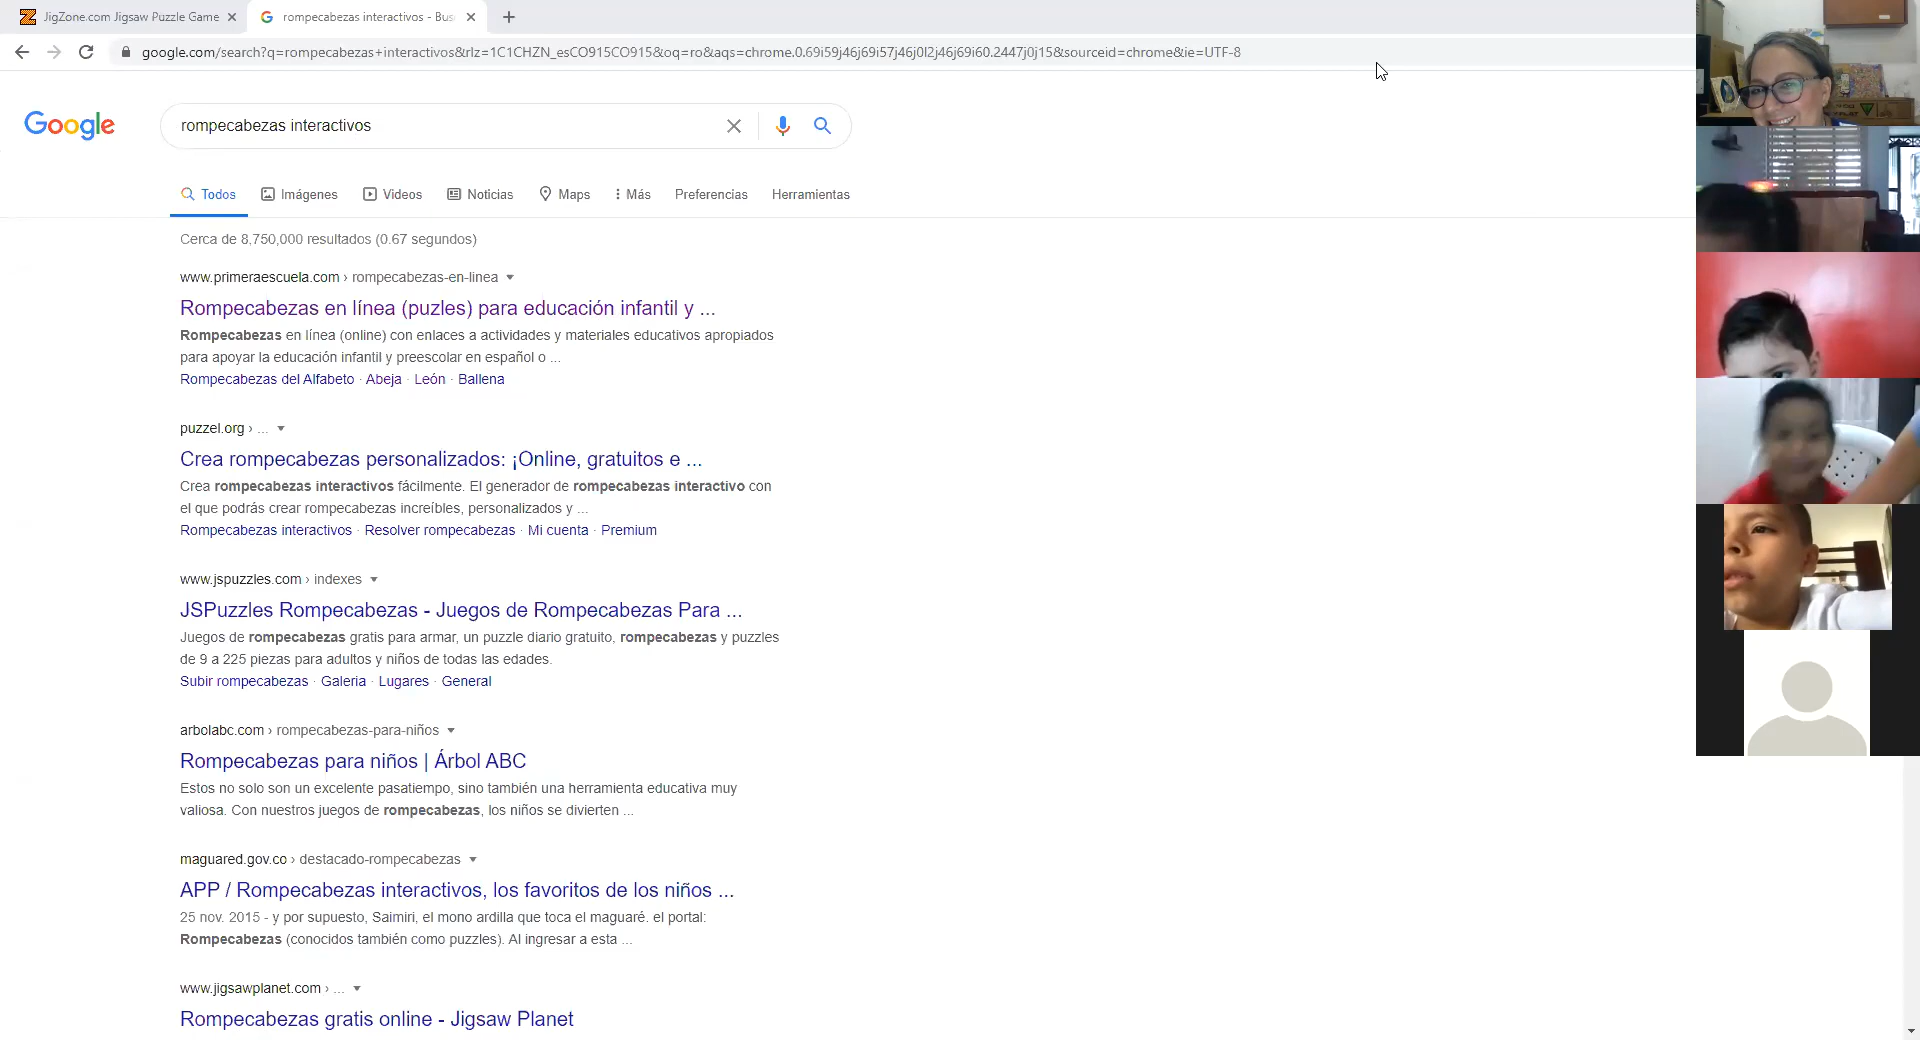 JigZone.com Jigsaw Puzzle Game
rompecabezas interactivos - Bus
google.com/search?q=rompecabezas+interactivos&rlz=1C1CHZN_esCO915CO915&oq=ro&aqs=chrome.0.69i59j46j69i57j46j0l2j46j69i60.2447j0j15&sourceid=chrome&ie=UTF-8
Google
rompecabezas interactivos
Todos Imágenes Videos Noticias Maps Más Preferencias Herramientas
Cerca de 8,750,000 resultados (0.67 segundos)
www.primeraescuela.com › rompecabezas-en-linea
Rompecabezas en línea (puzles) para educación infantil y ...
Rompecabezas en línea (online) con enlaces a actividades y materiales educativos apropiados
para apoyar la educación infantil y preescolar en español o ...
Rompecabezas del Alfabeto · Abeja · León · Ballena
puzzel.org › ...
Crea rompecabezas personalizados: ¡Online, gratuitos e ...
Crea rompecabezas interactivos fácilmente. El generador de rompecabezas interactivo con
el que podrás crear rompecabezas increíbles, personalizados y ...
Rompecabezas interactivos · Resolver rompecabezas · Mi cuenta · Premium
www.jspuzzles.com › indexes
JSPuzzles Rompecabezas - Juegos de Rompecabezas Para ...
Juegos de rompecabezas gratis para armar, un puzzle diario gratuito, rompecabezas y puzzles
de 9 a 225 piezas para adultos y niños de todas las edades.
Subir rompecabezas · Galeria · Lugares · General
arbolabc.com › rompecabezas-para-niños
Rompecabezas para niños | Árbol ABC
Estos no solo son un excelente pasatiempo, sino también una herramienta educativa muy
valiosa. Con nuestros juegos de rompecabezas, los niños se divierten ...
maguared.gov.co › destacado-rompecabezas
APP / Rompecabezas interactivos, los favoritos de los niños ...
25 nov. 2015 - y por supuesto, Saimiri, el mono ardilla que toca el maguaré. el portal:
Rompecabezas (conocidos también como puzzles). Al ingresar a esta ...
www.jigsawplanet.com › ...
Rompecabezas gratis online - Jigsaw Planet